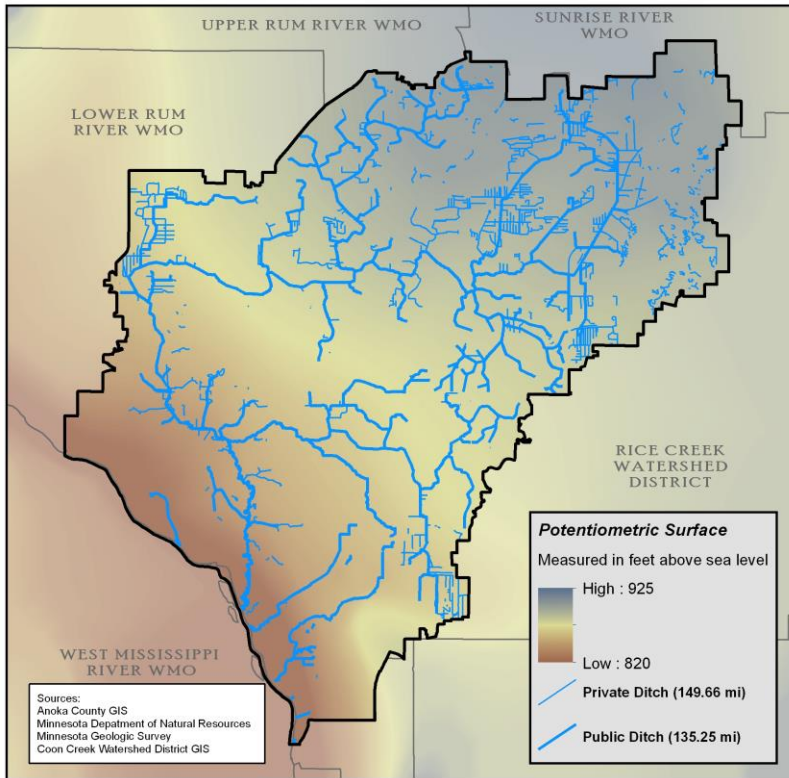 UPPER RUM RIVER WMO
SUNRISE RIVER
WMO
LOWER RUM
RIVER WMO
RICE CREEK
WATERSHED
DISTRICT
WEST MISSISSIPPI
RIVER WMO
Potentiometric Surface
Measured in feet above sea level
High : 925
Low : 820
Private Ditch (149.66 mi)
Public Ditch (135.25 mi)
Sources:
Anoka County GIS
Minnesota Depatment of Natural Resources
Minnesota Geologic Survey
Coon Creek Watershed District GIS